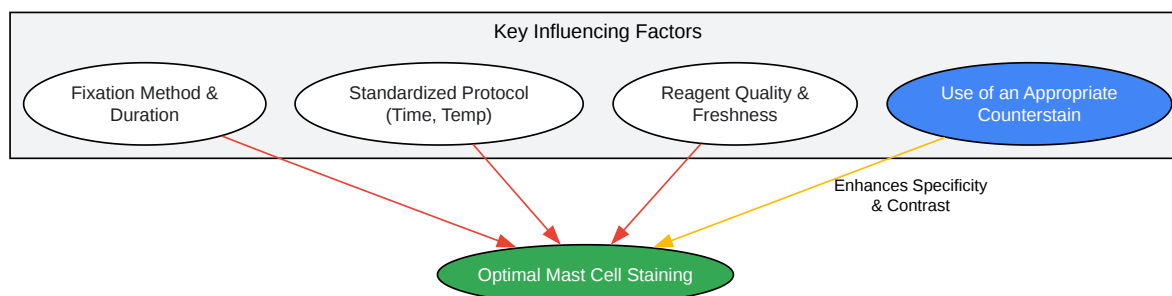 Key Influencing Factors
Fixation Method &
Duration
Standardized Protocol
(Time, Temp)
Reagent Quality &
Freshness
Use of an Appropriate
Counterstain
Enhances Specificity
& Contrast
Optimal Mast Cell Staining